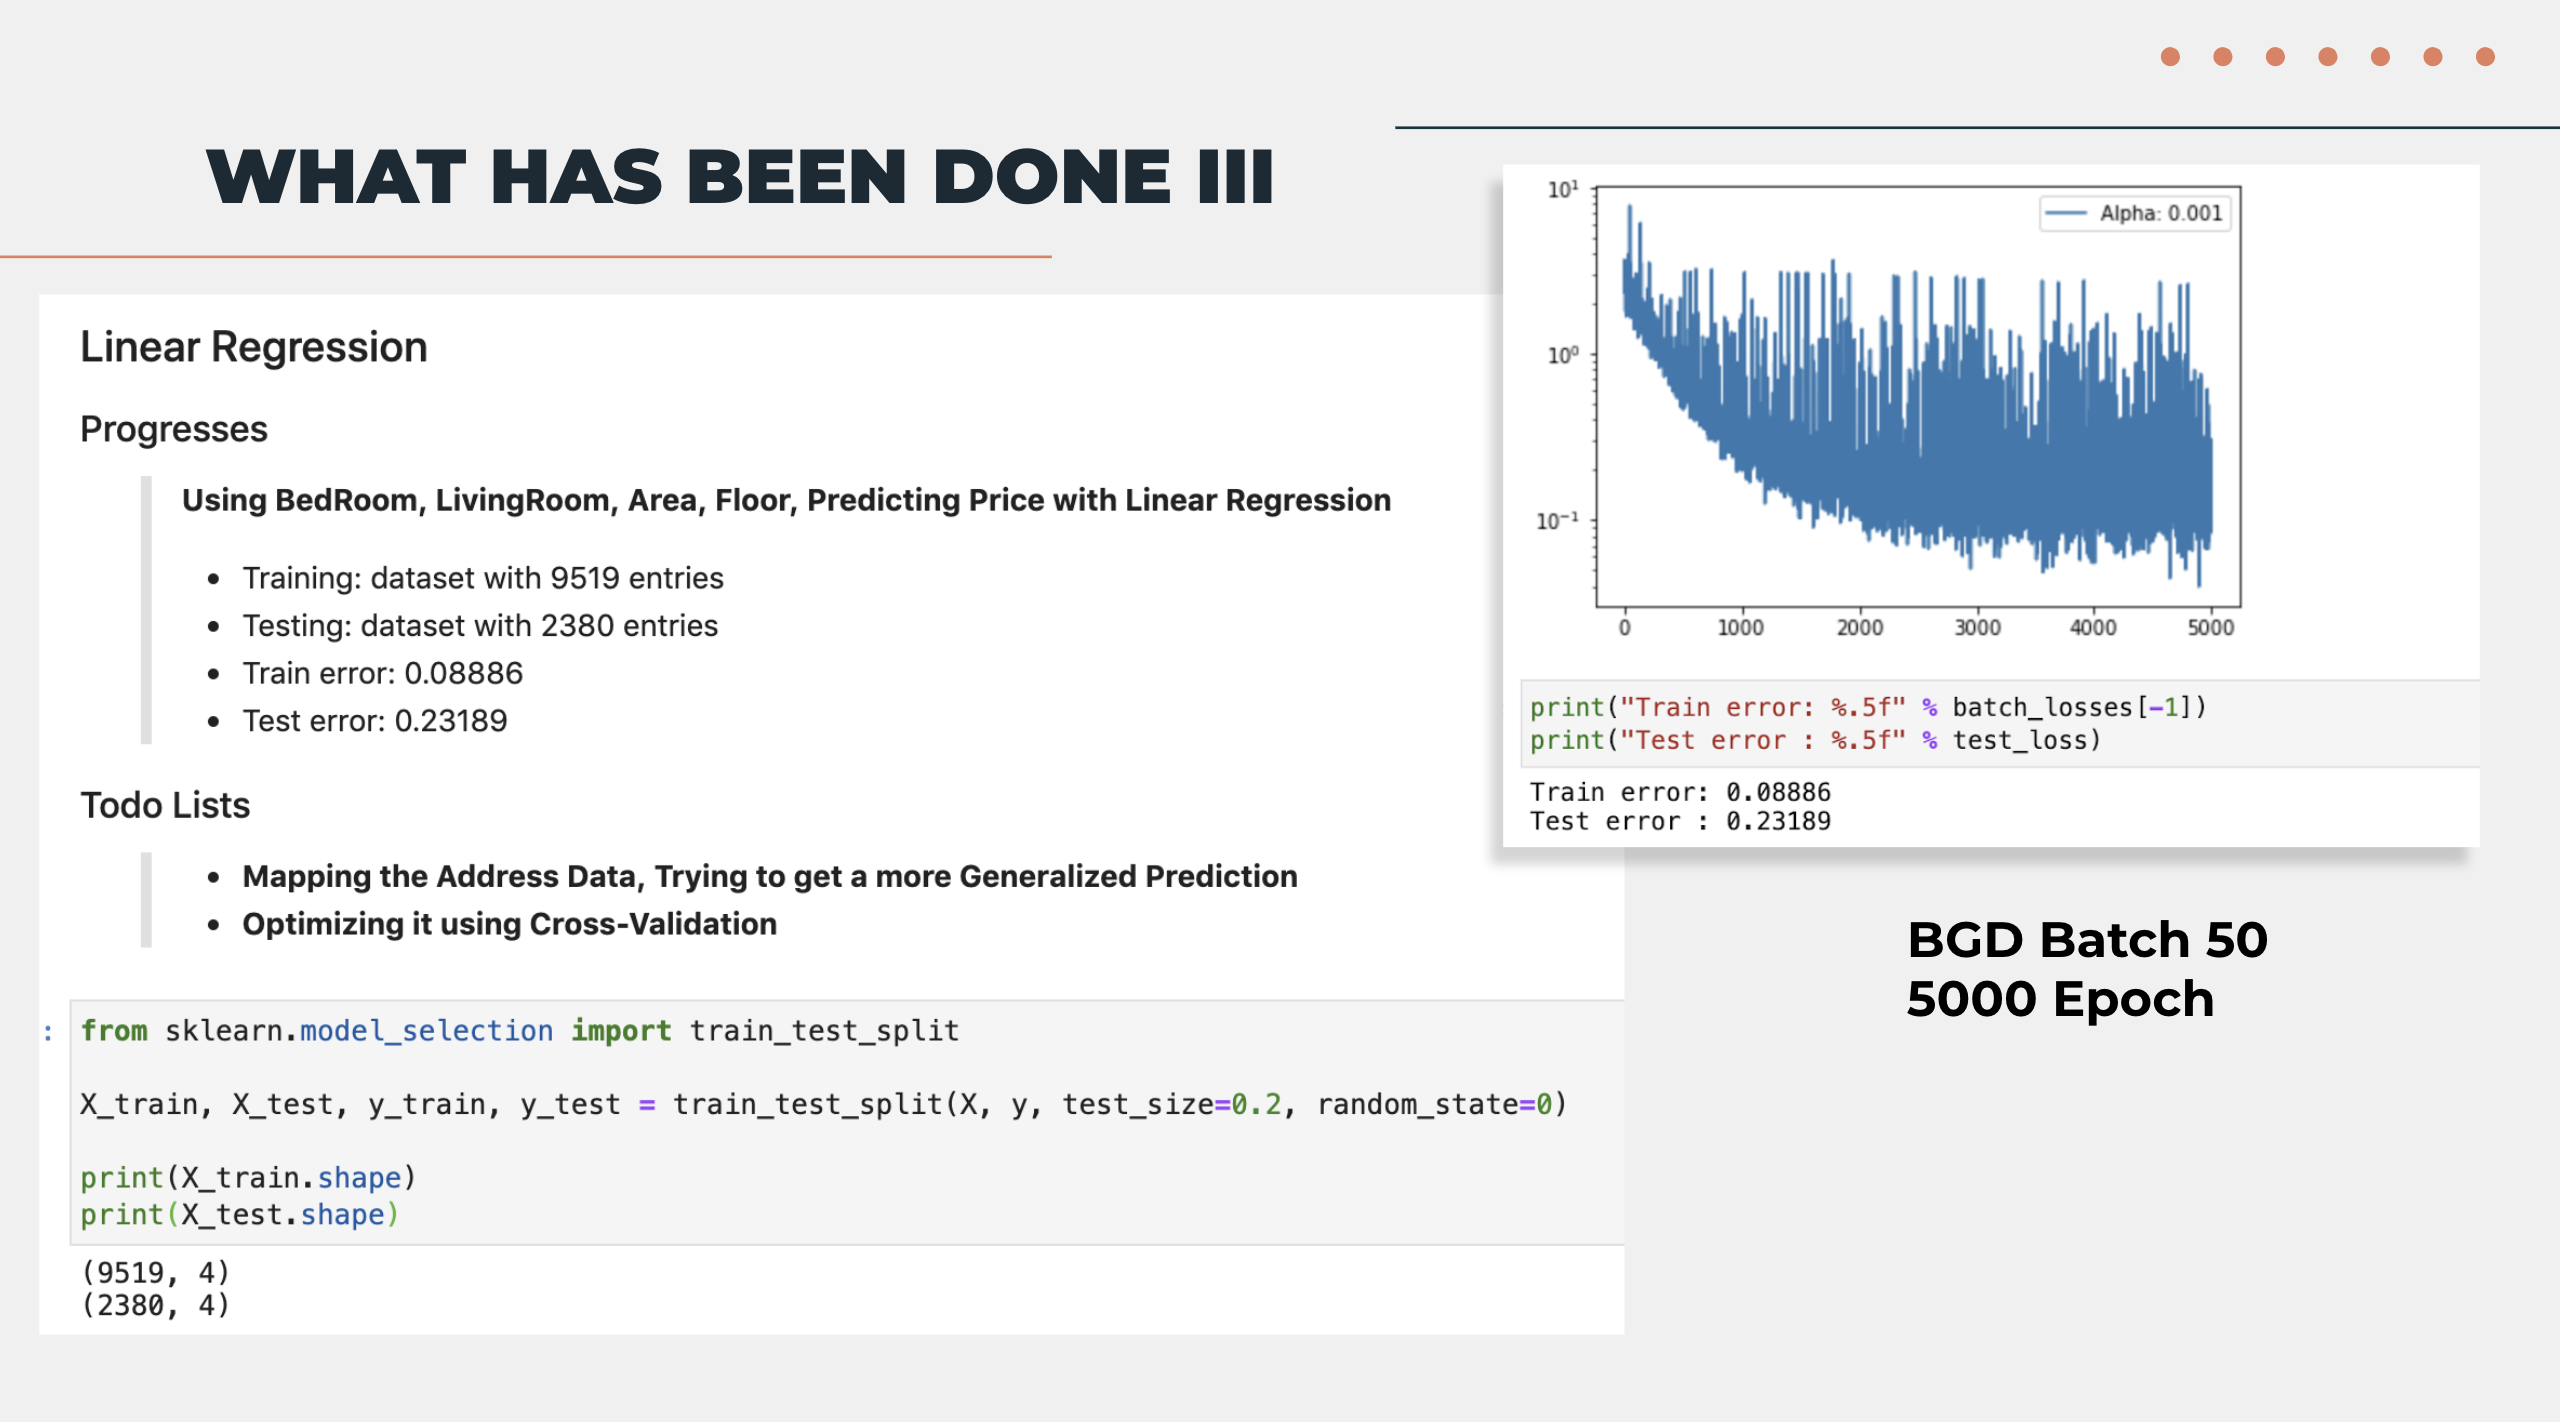 WHAT HAS BEEN DONE III
Linear Regression
Progresses
Using BedRoom, LivingRoom, Area, Floor, Predicting Price with Linear Regression
• Training: dataset with 9519 entries
• Testing: dataset with 2380 entries
• Train error: 0.08886
• Test error: 0.23189
Todo Lists
• Mapping the Address Data, Trying to get a more Generalized Prediction
• Optimizing it using Cross-Validation
: from sklearn.model_selection import train_test_split
X_train, X_test, y_train, y_test = train_test_split(X, y, test_size=0.2, random_state=0)
print(X_train.shape)
print(X_test.shape)
(9519, 4)
(2380, 4)
10¹
10⁰
10⁻¹
Alpha: 0.001
0 1000 2000 3000 4000 5000
print("Train error: %.5f" % batch_losses[-1])
print("Test error : %.5f" % test_loss)
Train error: 0.08886
Test error : 0.23189
BGD Batch 50
5000 Epoch